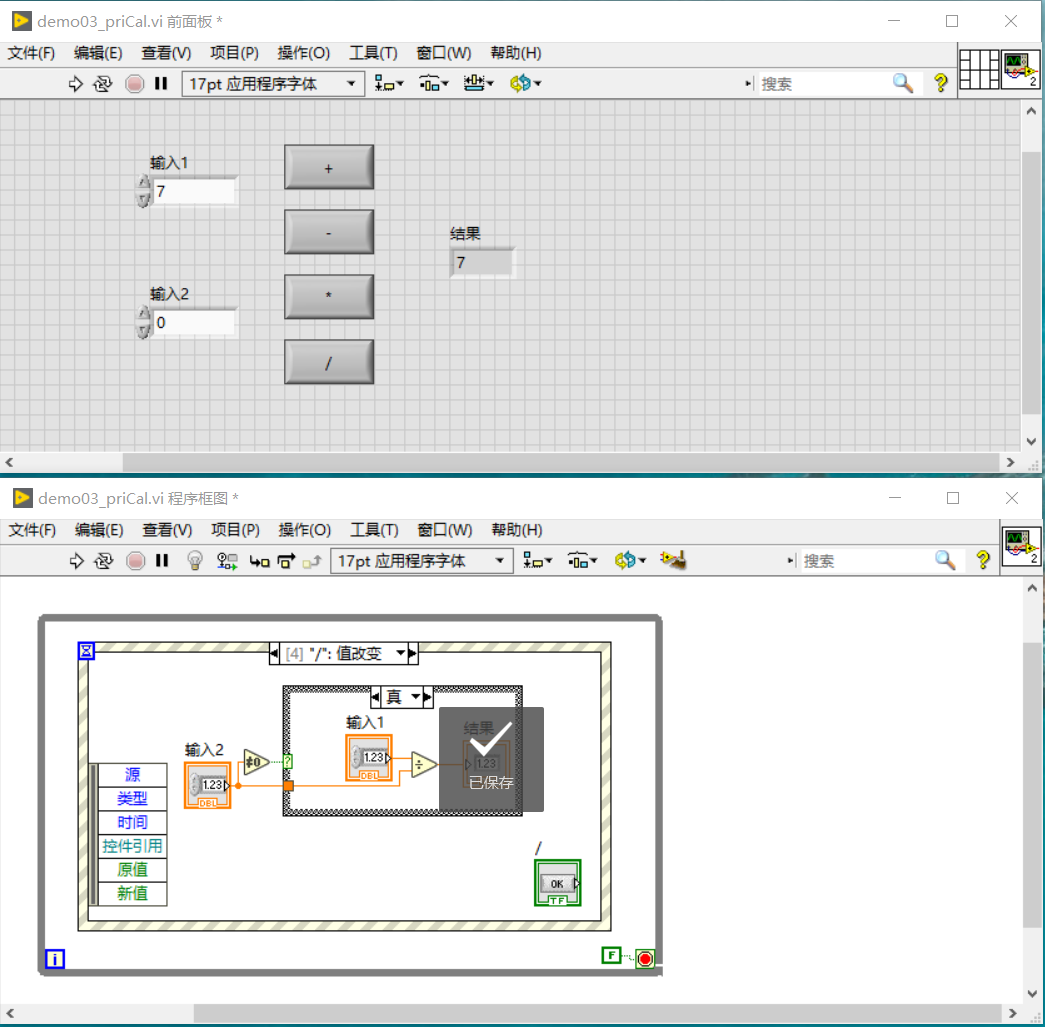 demo03_priCal.vi 前面板 *
文件(F) 编辑(E) 查看(V) 项目(P) 操作(O) 工具(T) 窗口(W) 帮助(H)
17pt 应用程序字体 搜索 ?
2
输入1
7
+
-
结果
7
*
输入2
0
/
demo03_priCal.vi 程序框图 *
文件(F) 编辑(E) 查看(V) 项目(P) 操作(O) 工具(T) 窗口(W) 帮助(H)
17pt 应用程序字体 搜索 ?
2
[4] "/": 值改变
真
输入1
结果
1.23
DBL
÷
1.23
已保存
输入2
1.23
DBL
≠0
?
源
类型
时间
控件引用
原值
新值
/
OK
TF
i
F